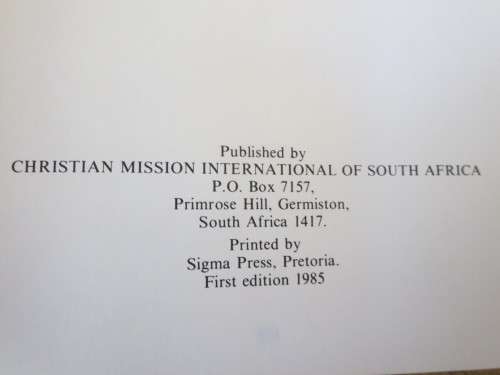 Published by
CHRISTIAN MISSION INTERNATIONAL OF SOUTH AFRICA
P.O. Box 7157,
Primrose Hill, Germiston,
South Africa 1417.
Printed by
Sigma Press, Pretoria.
First edition 1985